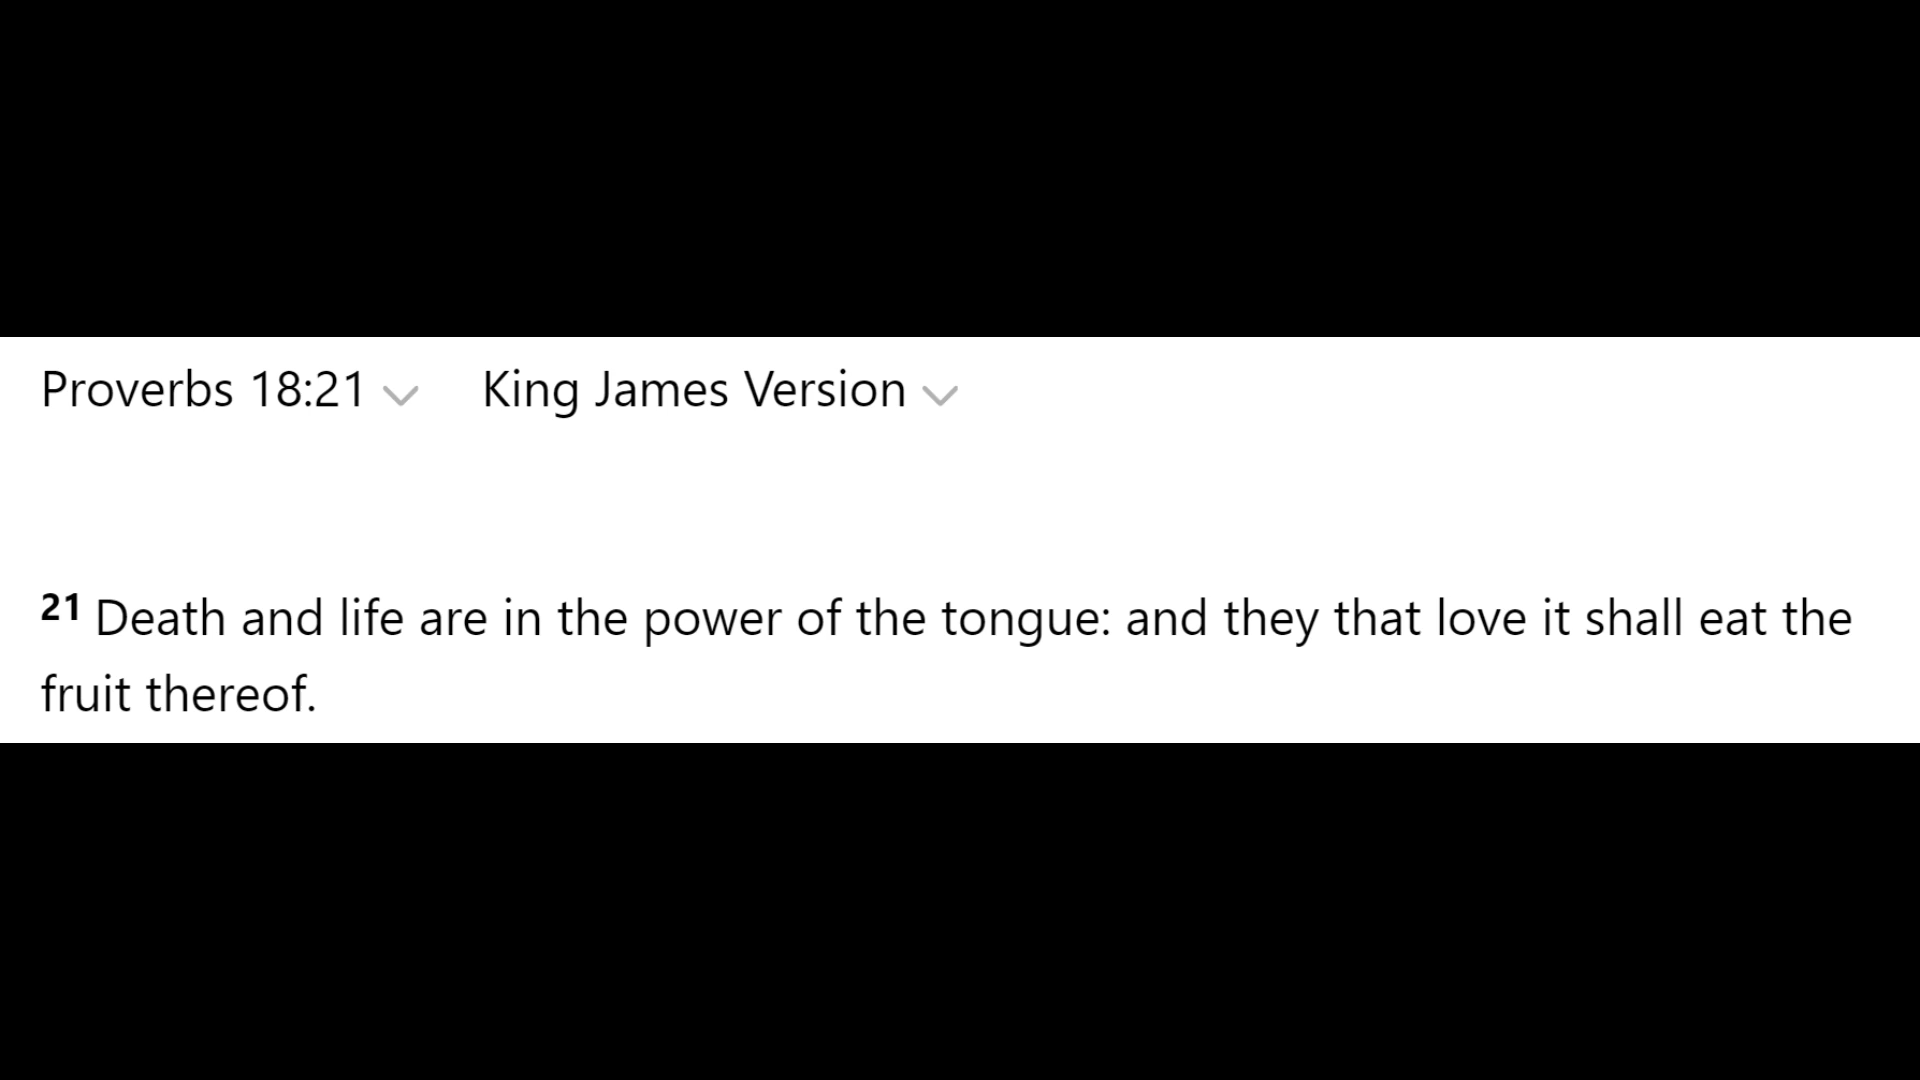 Proverbs 18:21 King James Version
21 Death and life are in the power of the tongue: and they that love it shall eat the
fruit thereof.